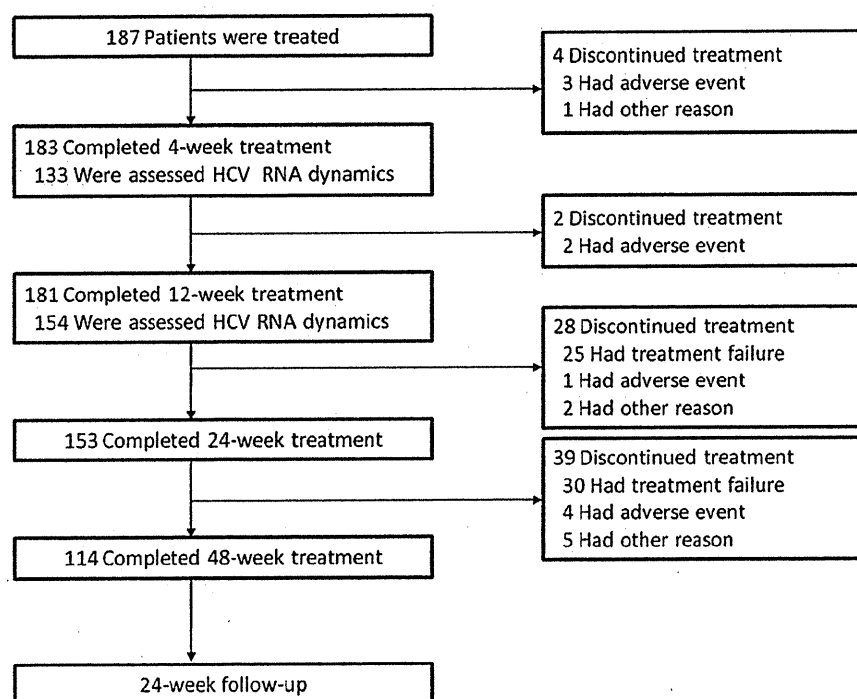 187 Patients were treated
4 Discontinued treatment
3 Had adverse event
1 Had other reason
183 Completed 4-week treatment
133 Were assessed HCV RNA dynamics
2 Discontinued treatment
2 Had adverse event
181 Completed 12-week treatment
154 Were assessed HCV RNA dynamics
28 Discontinued treatment
25 Had treatment failure
1 Had adverse event
2 Had other reason
153 Completed 24-week treatment
39 Discontinued treatment
30 Had treatment failure
4 Had adverse event
5 Had other reason
114 Completed 48-week treatment
24-week follow-up